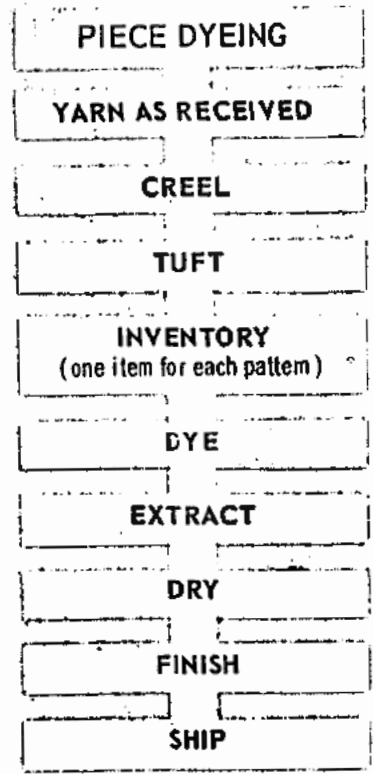 PIECE DYEING
YARN AS RECEIVED
CREEL
TUFT
INVENTORY
(one item for each pattern)
DYE
EXTRACT
DRY
FINISH
SHIP